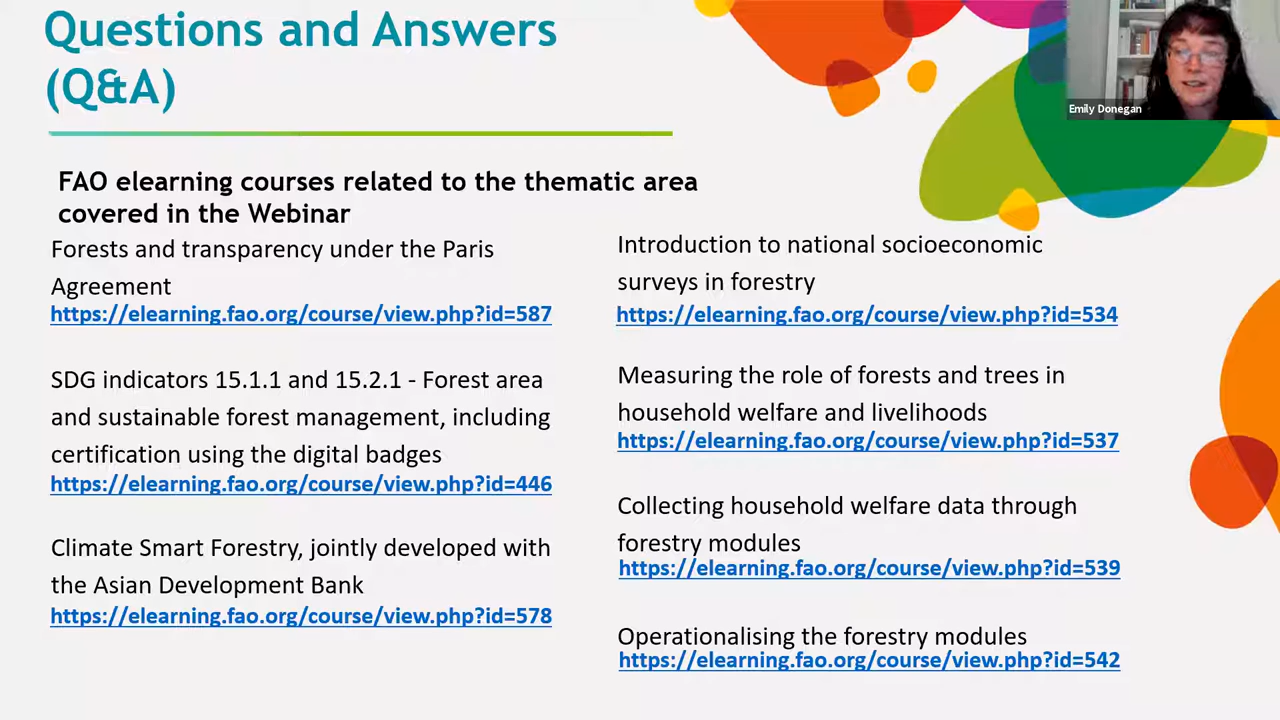 Questions and Answers
(Q&A)
Emily Donegan
FAO elearning courses related to the thematic area
covered in the Webinar
Forests and transparency under the Paris
Agreement
https://elearning.fao.org/course/view.php?id=587
SDG indicators 15.1.1 and 15.2.1 - Forest area
and sustainable forest management, including
certification using the digital badges
https://elearning.fao.org/course/view.php?id=446
Climate Smart Forestry, jointly developed with
the Asian Development Bank
https://elearning.fao.org/course/view.php?id=578
Introduction to national socioeconomic
surveys in forestry
https://elearning.fao.org/course/view.php?id=534
Measuring the role of forests and trees in
household welfare and livelihoods
https://elearning.fao.org/course/view.php?id=537
Collecting household welfare data through
forestry modules
https://elearning.fao.org/course/view.php?id=539
Operationalising the forestry modules
https://elearning.fao.org/course/view.php?id=542